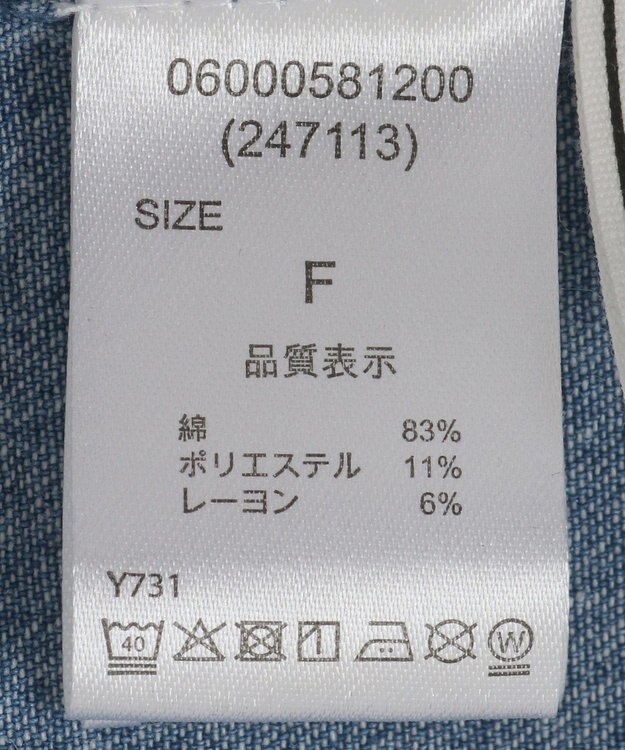 06000581200
(247113)
SIZE
F
品質表示
綿 83%
ポリエステル 11%
レーヨン 6%
Y731
40 W